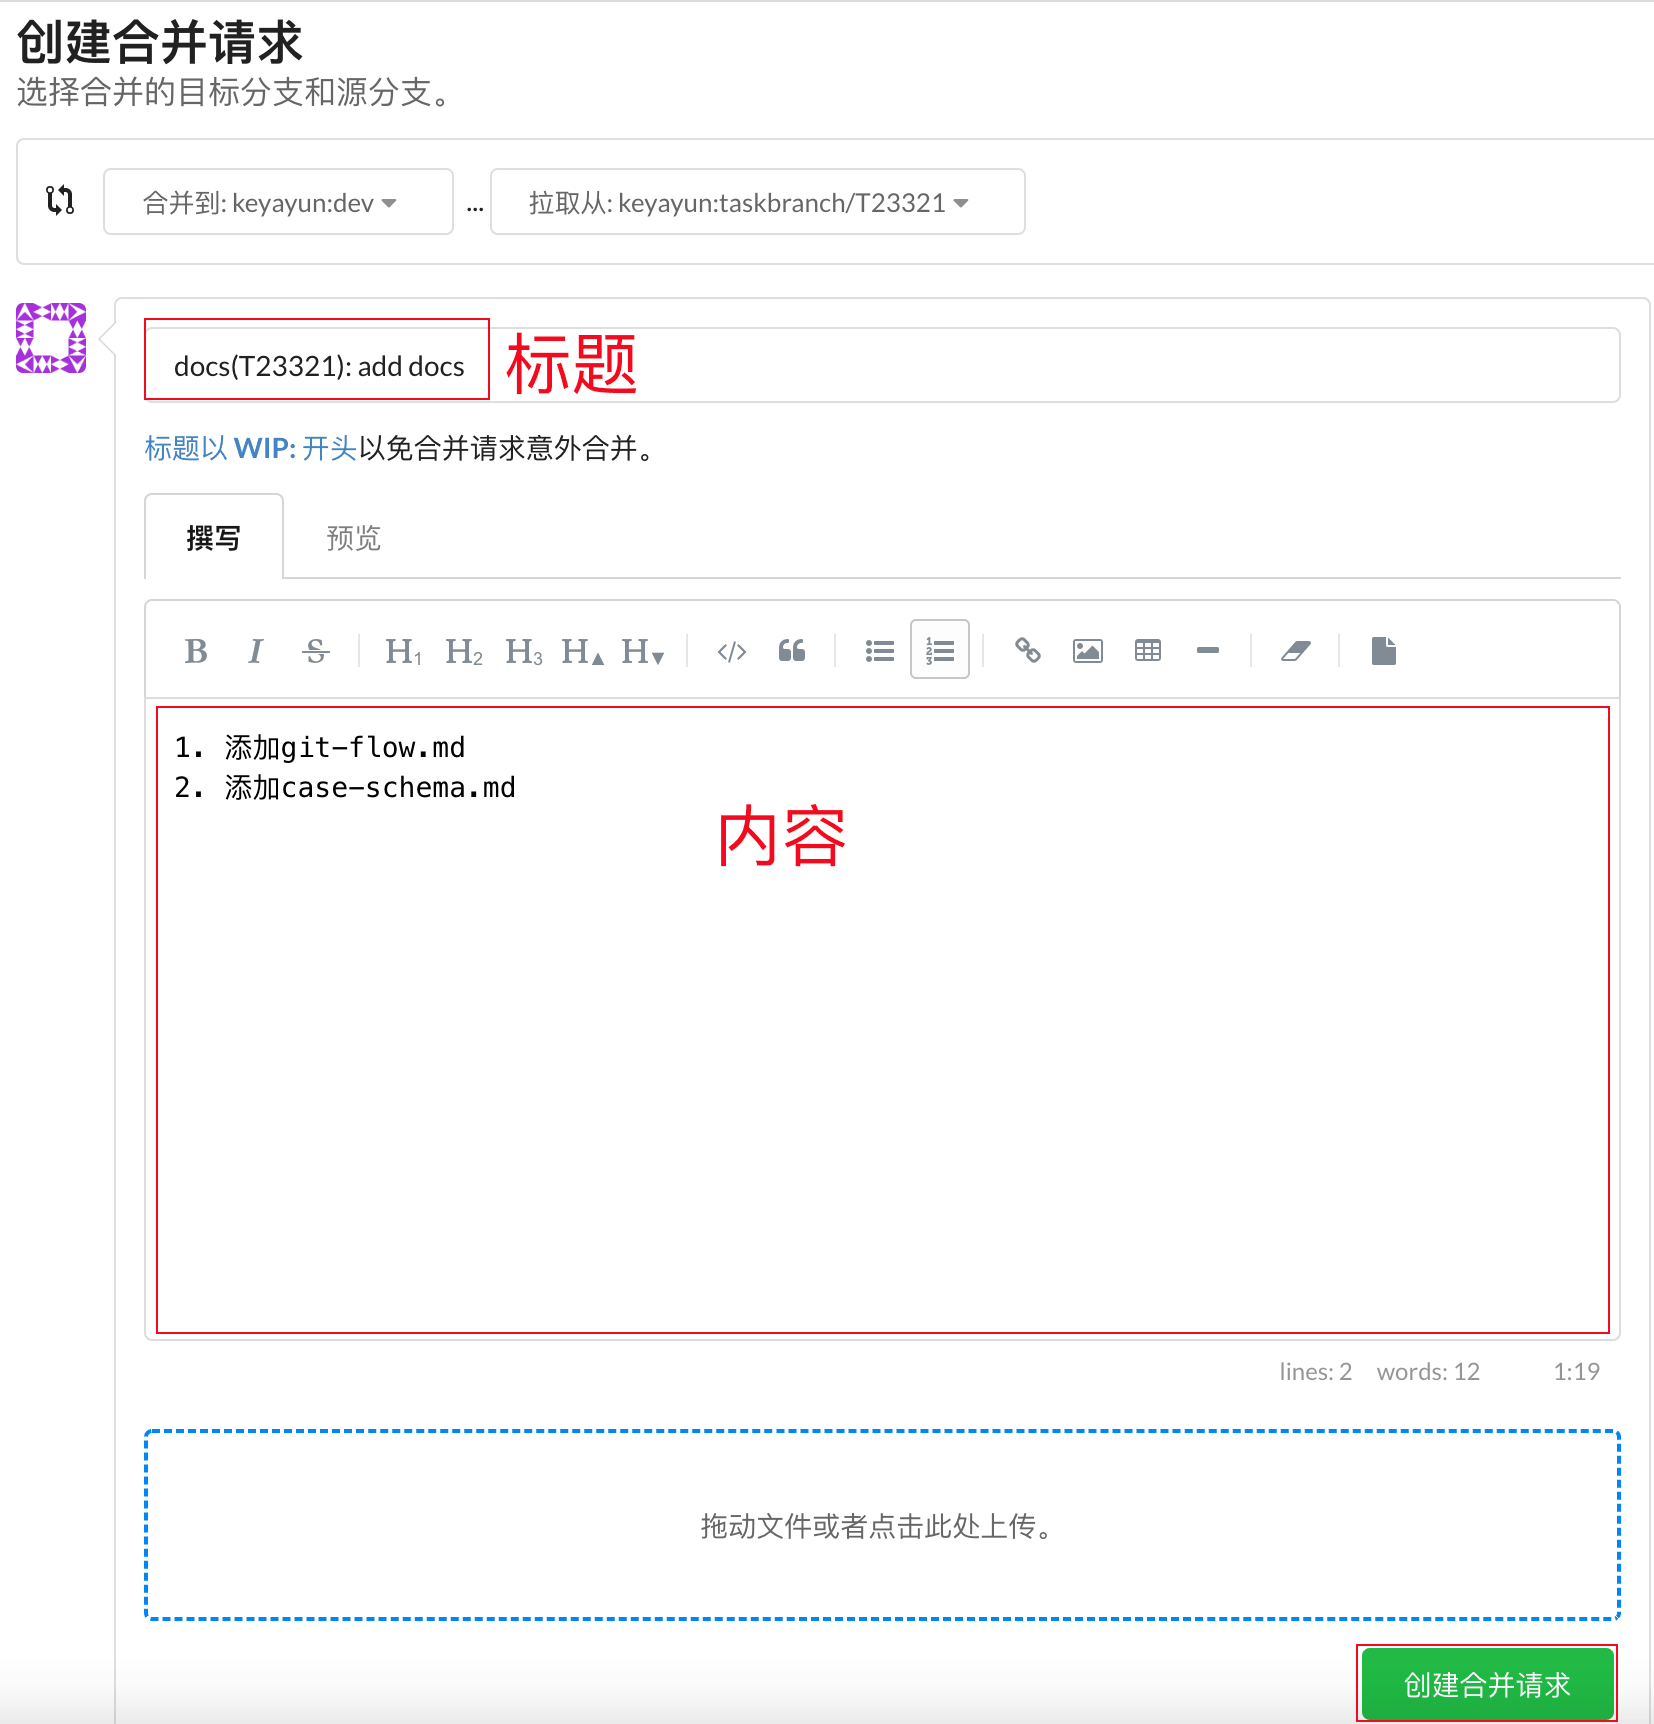 创建合并请求
选择合并的目标分支和源分支。
合并到: keyayun:dev ... 拉取从: keyayun:taskbranch/T23321
docs(T23321): add docs 标题
标题以 WIP: 开头以免合并请求意外合并。
撰写 预览
B I S H1 H2 H3 H▲ H▼ </>
1. 添加git-flow.md
2. 添加case-schema.md
内容
lines: 2 words: 12 1:19
拖动文件或者点击此处上传。
创建合并请求